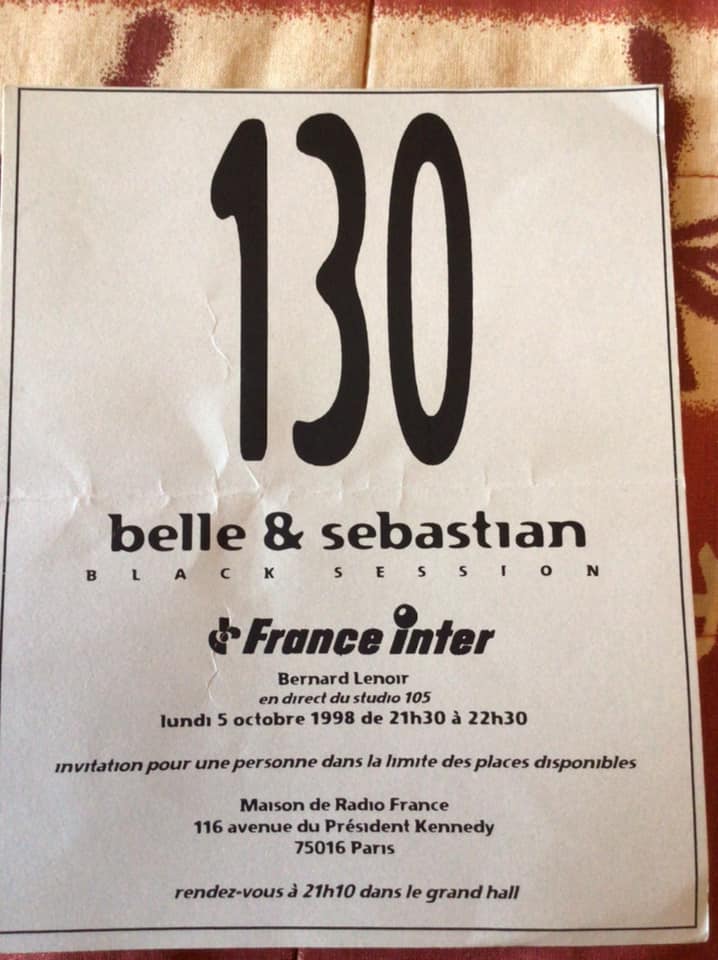 130
belle & sebastian
BLACK SESSION
France inter
Bernard Lenoir
en direct du studio 105
lundi 5 octobre 1998 de 21h30 à 22h30
invitation pour une personne dans la limite des places disponibles
Maison de Radio France
116 avenue du Président Kennedy
75016 Paris
rendez-vous à 21h10 dans le grand hall